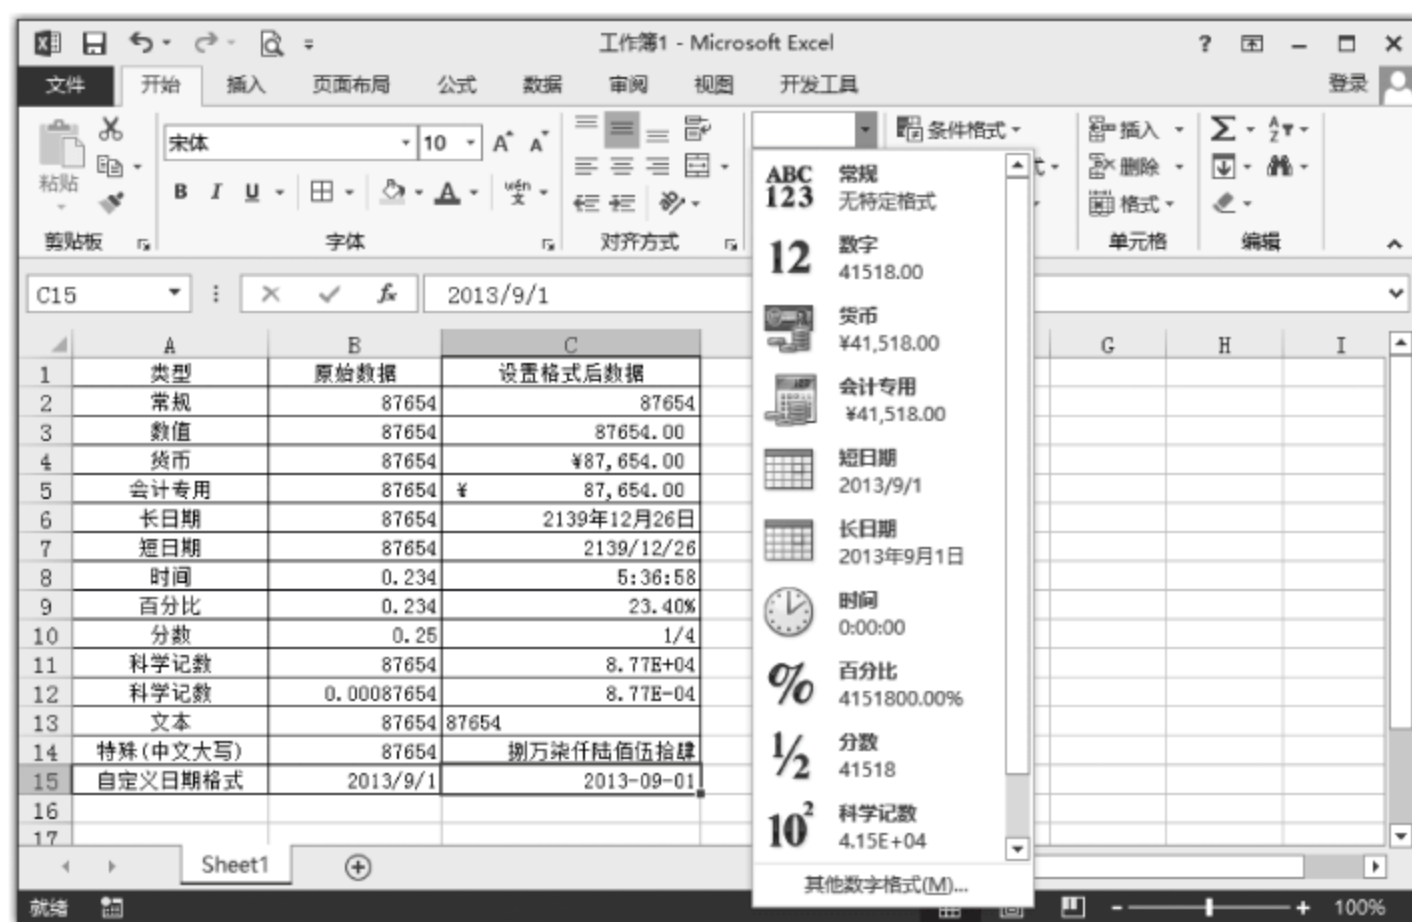 工作簿1 - Microsoft Excel
?
文件 开始 插入 页面布局 公式 数据 审阅 视图 开发工具 登录
宋体 10 条件格式 插入
粘贴 B I U A wén 文 删除
格式
剪贴板 字体 对齐方式 单元格 编辑
C15 fx 2013/9/1
A B C G H I
1 类型 原始数据 设置格式后数据
2 常规 87654 87654
3 数值 87654 87654.00
4 货币 87654 ¥87,654.00
5 会计专用 87654 ¥ 87,654.00
6 长日期 87654 2139年12月26日
7 短日期 87654 2139/12/26
8 时间 0.234 5:36:58
9 百分比 0.234 23.40%
10 分数 0.25 1/4
11 科学记数 87654 8.77E+04
12 科学记数 0.00087654 8.77E-04
13 文本 87654 87654
14 特殊(中文大写) 87654 捌万柒仟陆佰伍拾肆
15 自定义日期格式 2013/9/1 2013-09-01
16
17
ABC 123 常规
无特定格式
12 数字
41518.00
货币
¥41,518.00
会计专用
¥41,518.00
短日期
2013/9/1
长日期
2013年9月1日
时间
0:00:00
% 百分比
4151800.00%
½ 分数
41518
10² 科学记数
4.15E+04
其他数字格式(M)...
Sheet1
就绪 100%